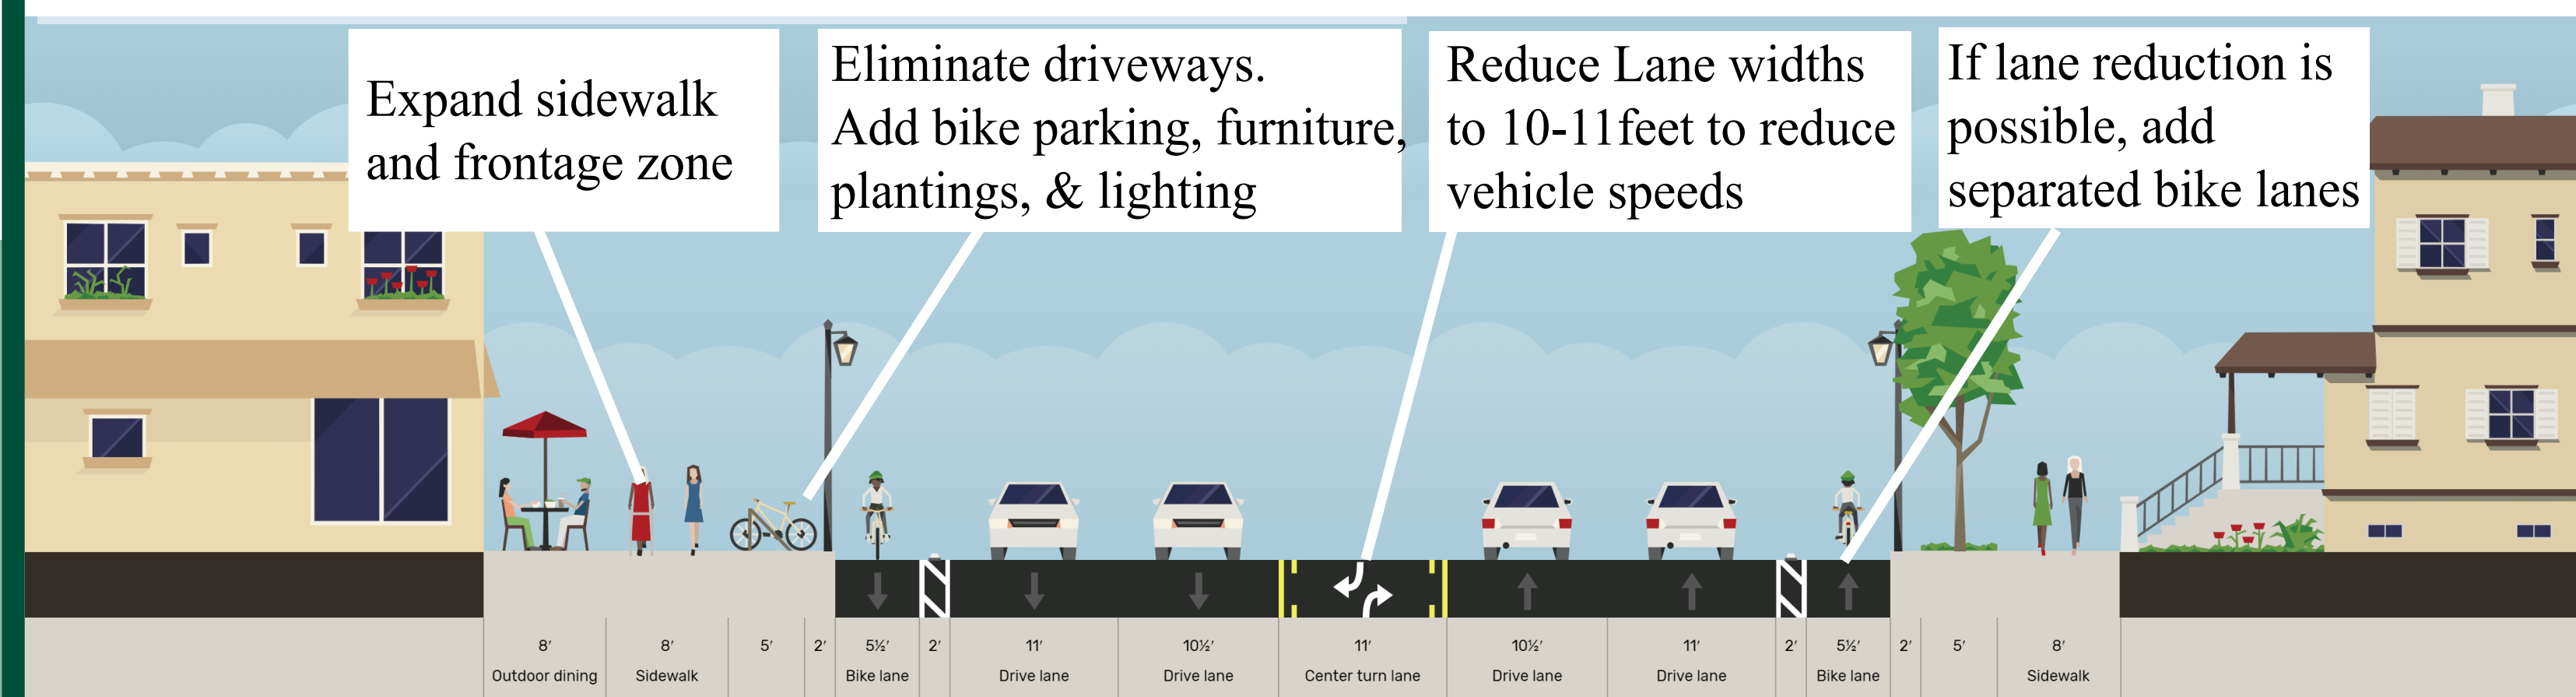 Expand sidewalk
and frontage zone
Eliminate driveways.
Add bike parking, furniture,
plantings, & lighting
Reduce Lane widths
to 10-11feet to reduce
vehicle speeds
If lane reduction is
possible, add
separated bike lanes
8′ 8′ 5′ 2′ 5½′ 2′ 11′ 10½′ 11′ 10½′ 11′ 2′ 5½′ 2′ 5′ 8′
Outdoor dining Sidewalk Bike lane Drive lane Drive lane Center turn lane Drive lane Drive lane Bike lane Sidewalk